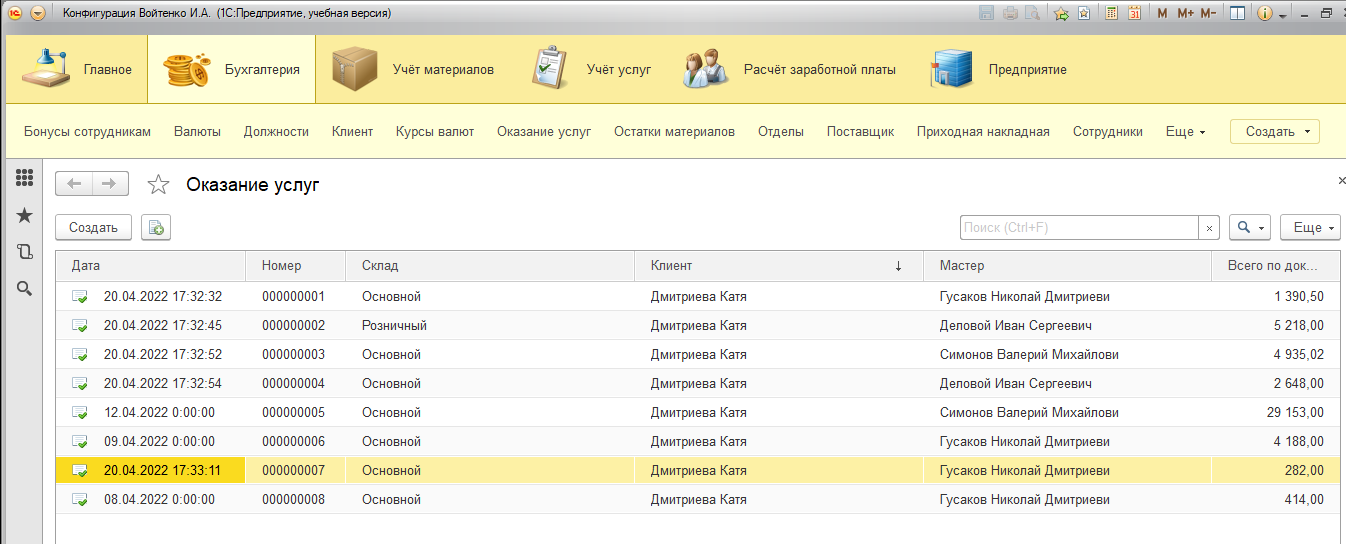 Конфигурация Войтенко И.А. (1С:Предприятие, учебная версия) M M+ M-
Главное Бухгалтерия Учёт материалов Учёт услуг Расчёт заработной платы Предприятие
Бонусы сотрудникам Валюты Должности Клиент Курсы валют Оказание услуг Остатки материалов Отделы Поставщик Приходная накладная Сотрудники Еще Создать
Оказание услуг
Создать Поиск (Ctrl+F) Еще
Дата Номер Склад Клиент Мастер Всего по док...
20.04.2022 17:32:32 000000001 Основной Дмитриева Катя Гусаков Николай Дмитриеви 1 390,50
20.04.2022 17:32:45 000000002 Розничный Дмитриева Катя Деловой Иван Сергеевич 5 218,00
20.04.2022 17:32:52 000000003 Основной Дмитриева Катя Симонов Валерий Михайлови 4 935,02
20.04.2022 17:32:54 000000004 Основной Дмитриева Катя Деловой Иван Сергеевич 2 648,00
12.04.2022 0:00:00 000000005 Основной Дмитриева Катя Симонов Валерий Михайлови 29 153,00
09.04.2022 0:00:00 000000006 Основной Дмитриева Катя Гусаков Николай Дмитриеви 4 188,00
20.04.2022 17:33:11 000000007 Основной Дмитриева Катя Гусаков Николай Дмитриеви 282,00
08.04.2022 0:00:00 000000008 Основной Дмитриева Катя Гусаков Николай Дмитриеви 414,00